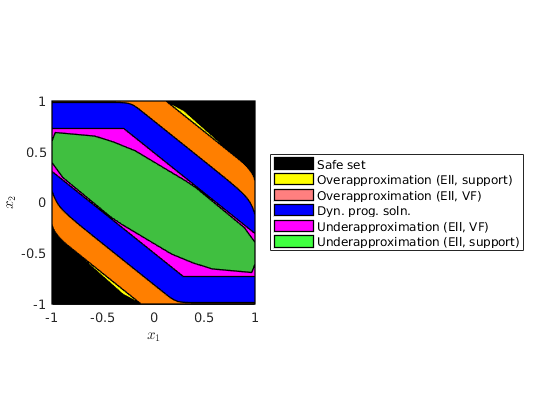 1
0.5
0
-0.5
-1
x2
-1
-0.5
0
0.5
1
x1
Safe set
Overapproximation (Ell, support)
Overapproximation (Ell, VF)
Dyn. prog. soln.
Underapproximation (Ell, VF)
Underapproximation (Ell, support)